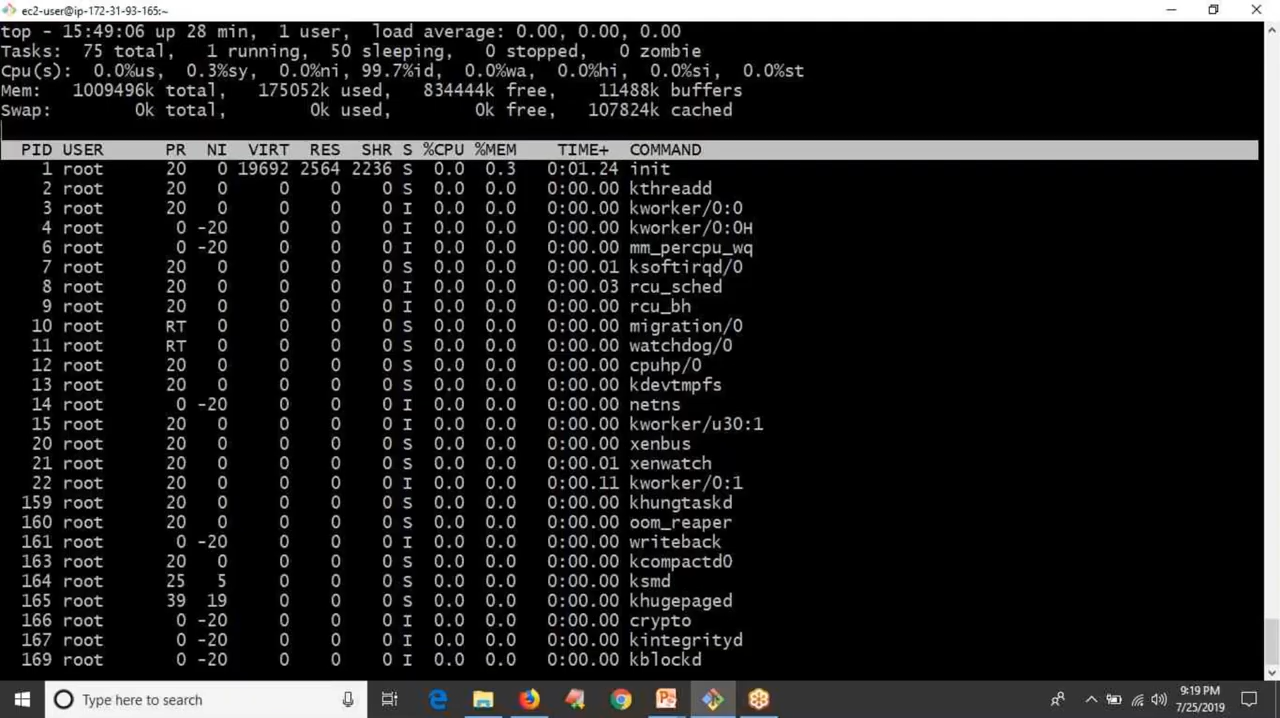 ec2-user@ip-172-31-93-165:~
top - 15:49:06 up 28 min,  1 user,  load average: 0.00, 0.00, 0.00
Tasks:  75 total,   1 running,  50 sleeping,   0 stopped,   0 zombie
Cpu(s):  0.0%us,  0.3%sy,  0.0%ni, 99.7%id,  0.0%wa,  0.0%hi,  0.0%si,  0.0%st
Mem:   1009496k total,   175052k used,   834444k free,    11488k buffers
Swap:        0k total,        0k used,        0k free,   107824k cached
PID USER      PR  NI  VIRT  RES  SHR S %CPU %MEM    TIME+  COMMAND
1 root      20   0 19692 2564 2236 S  0.0  0.3   0:01.24 init
2 root      20   0     0    0    0 S  0.0  0.0   0:00.00 kthreadd
3 root      20   0     0    0    0 I  0.0  0.0   0:00.00 kworker/0:0
4 root       0 -20     0    0    0 I  0.0  0.0   0:00.00 kworker/0:0H
6 root       0 -20     0    0    0 I  0.0  0.0   0:00.00 mm_percpu_wq
7 root      20   0     0    0    0 S  0.0  0.0   0:00.01 ksoftirqd/0
8 root      20   0     0    0    0 I  0.0  0.0   0:00.03 rcu_sched
9 root      20   0     0    0    0 I  0.0  0.0   0:00.00 rcu_bh
10 root      RT   0     0    0    0 S  0.0  0.0   0:00.00 migration/0
11 root      RT   0     0    0    0 S  0.0  0.0   0:00.00 watchdog/0
12 root      20   0     0    0    0 S  0.0  0.0   0:00.00 cpuhp/0
13 root      20   0     0    0    0 S  0.0  0.0   0:00.00 kdevtmpfs
14 root       0 -20     0    0    0 I  0.0  0.0   0:00.00 netns
15 root      20   0     0    0    0 I  0.0  0.0   0:00.00 kworker/u30:1
20 root      20   0     0    0    0 S  0.0  0.0   0:00.00 xenbus
21 root      20   0     0    0    0 S  0.0  0.0   0:00.01 xenwatch
22 root      20   0     0    0    0 I  0.0  0.0   0:00.11 kworker/0:1
159 root      20   0     0    0    0 S  0.0  0.0   0:00.00 khungtaskd
160 root      20   0     0    0    0 S  0.0  0.0   0:00.00 oom_reaper
161 root       0 -20     0    0    0 I  0.0  0.0   0:00.00 writeback
163 root      20   0     0    0    0 S  0.0  0.0   0:00.00 kcompactd0
164 root      25   5     0    0    0 S  0.0  0.0   0:00.00 ksmd
165 root      39  19     0    0    0 S  0.0  0.0   0:00.00 khugepaged
166 root       0 -20     0    0    0 I  0.0  0.0   0:00.00 crypto
167 root       0 -20     0    0    0 I  0.0  0.0   0:00.00 kintegrityd
169 root       0 -20     0    0    0 I  0.0  0.0   0:00.00 kblockd
Type here to search
9:19 PM
7/25/2019